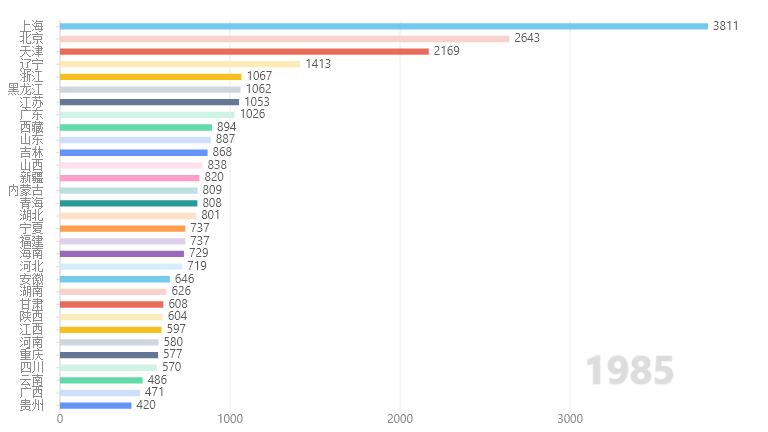 上海 3811
北京 2643
天津 2169
辽宁 1413
浙江 1067
黑龙江 1062
江苏 1053
广东 1026
西藏 894
山东 887
吉林 868
山西 838
新疆 820
内蒙古 809
青海 808
湖北 801
宁夏 737
福建 737
海南 729
河北 719
安徽 646
湖南 626
甘肃 608
陕西 604
江西 597
河南 580
重庆 577
四川 570
云南 486
广西 471
贵州 420
1985
0 1000 2000 3000